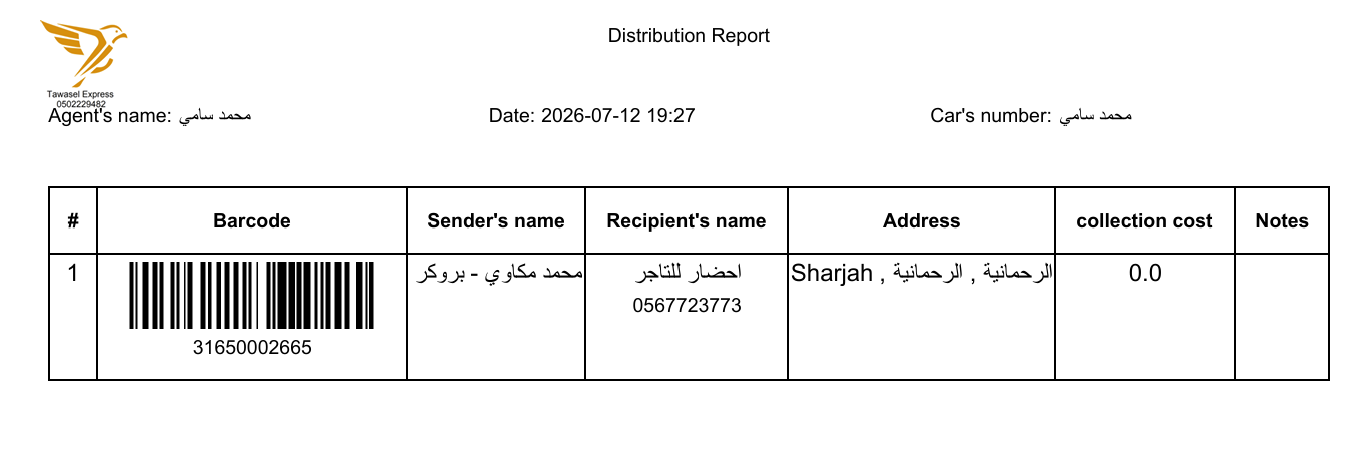 Distribution Report
Tawasel Express
0502229482
Agent's name: محمد سامي
Date: 2026-07-12 19:27
Car's number: محمد سامي
# Barcode Sender's name Recipient's name Address collection cost Notes
1
31650002665
محمد مكاوي - بروكر
احضار للتاجر
0567723773
Sharjah , الرحمانية , الرحمانية
0.0